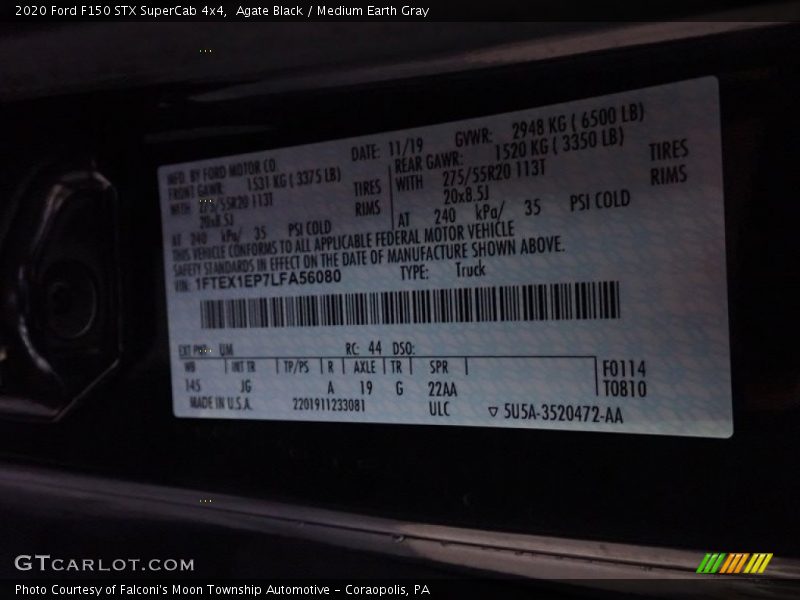 2020 Ford F150 STX SuperCab 4x4,  Agate Black / Medium Earth Gray
MFD. BY FORD MOTOR CO.
DATE: 11/19 GVWR: 2948 KG ( 6500 LB)
FRONT GAWR: 1531 KG ( 3375 LB)
REAR GAWR: 1520 KG ( 3350 LB)
WITH 275/55R20 113T TIRES
WITH 275/55R20 113T TIRES
20x8.5J RIMS
20x8.5J RIMS
AT 240 kPa/ 35 PSI COLD
AT 240 kPa/ 35 PSI COLD
THIS VEHICLE CONFORMS TO ALL APPLICABLE FEDERAL MOTOR VEHICLE
SAFETY STANDARDS IN EFFECT ON THE DATE OF MANUFACTURE SHOWN ABOVE.
VIN: 1FTEX1EP7LFA56080 TYPE: Truck
EXT PNT: UM RC: 44 DSO:
WB INT TR TP/PS R AXLE TR SPR F0114
145 JG A 19 G 22AA T0810
MADE IN U.S.A. 2201911233081 ULC ▽ 5U5A-3520472-AA
GTCARLOT.COM
Photo Courtesy of Falconi's Moon Township Automotive – Coraopolis, PA